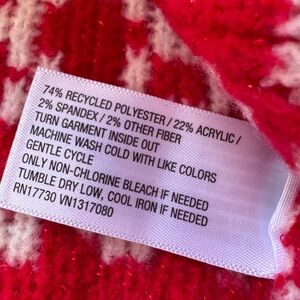 74% RECYCLED POLYESTER / 22% ACRYLIC /
2% SPANDEX / 2% OTHER FIBER
TURN GARMENT INSIDE OUT
MACHINE WASH COLD WITH LIKE COLORS
GENTLE CYCLE
ONLY NON-CHLORINE BLEACH IF NEEDED
TUMBLE DRY LOW, COOL IRON IF NEEDED
RN17730 VN1317080